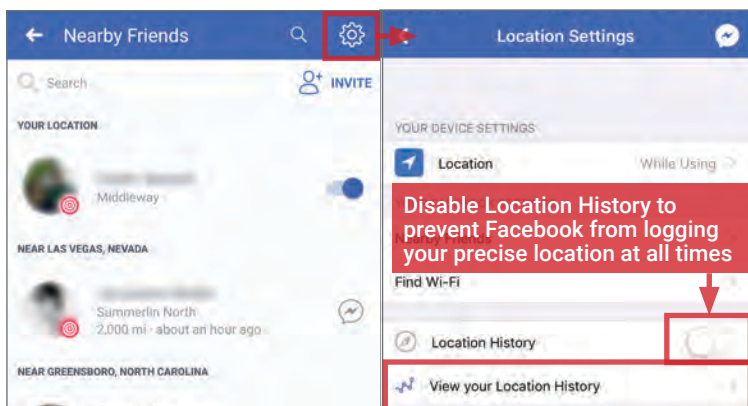 Nearby Friends
Search
INVITE
YOUR LOCATION
Middleway
NEAR LAS VEGAS, NEVADA
Summerlin North
2,000 mi · about an hour ago
NEAR GREENSBORO, NORTH CAROLINA
Location Settings
YOUR DEVICE SETTINGS
Location
While Using
Disable Location History to
prevent Facebook from logging
your precise location at all times
Nearby Friends
Find Wi-Fi
Location History
View your Location History